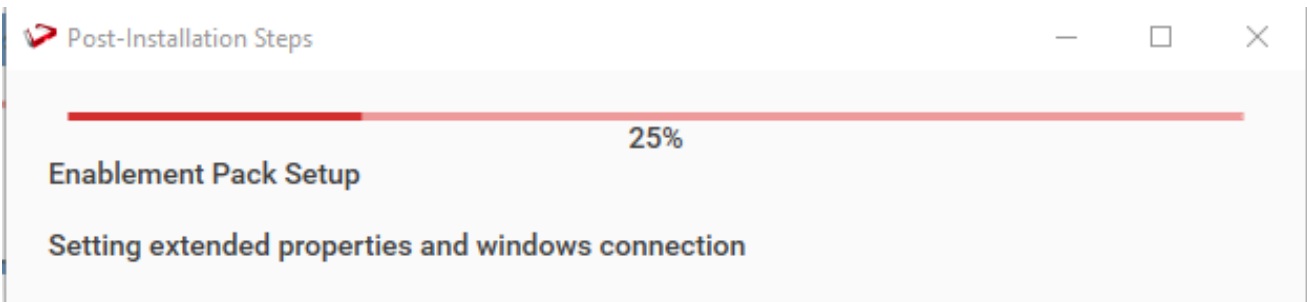 Post-Installation Steps
25%
Enablement Pack Setup
Setting extended properties and windows connection